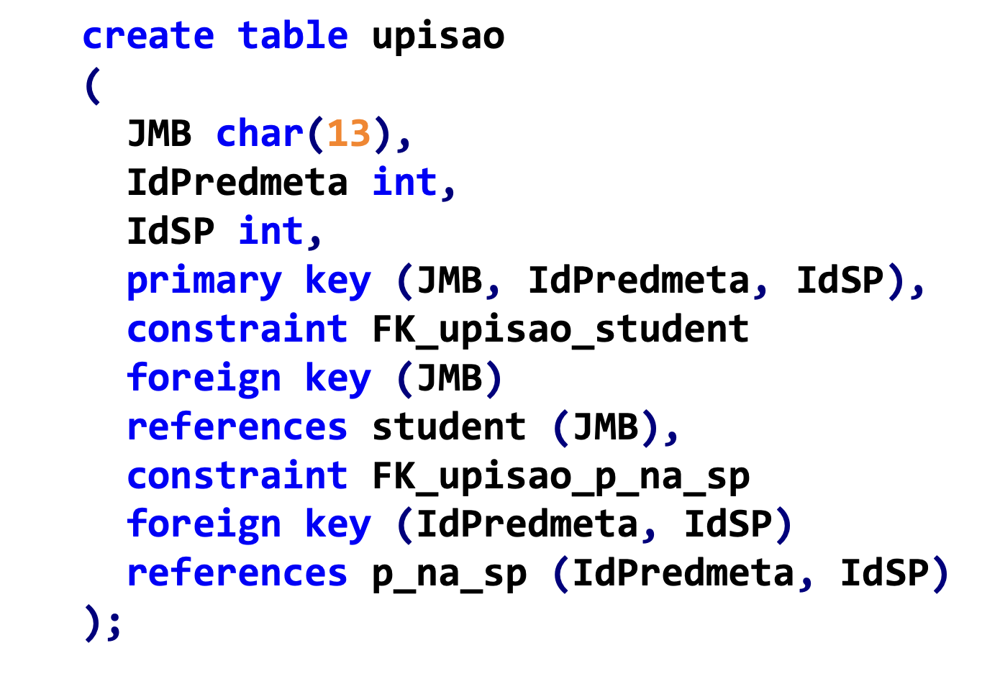 create table upisao
(
JMB char(13),
IdPredmeta int,
IdSP int,
primary key (JMB, IdPredmeta, IdSP),
constraint FK_upisao_student
foreign key (JMB)
references student (JMB),
constraint FK_upisao_p_na_sp
foreign key (IdPredmeta, IdSP)
references p_na_sp (IdPredmeta, IdSP)
);